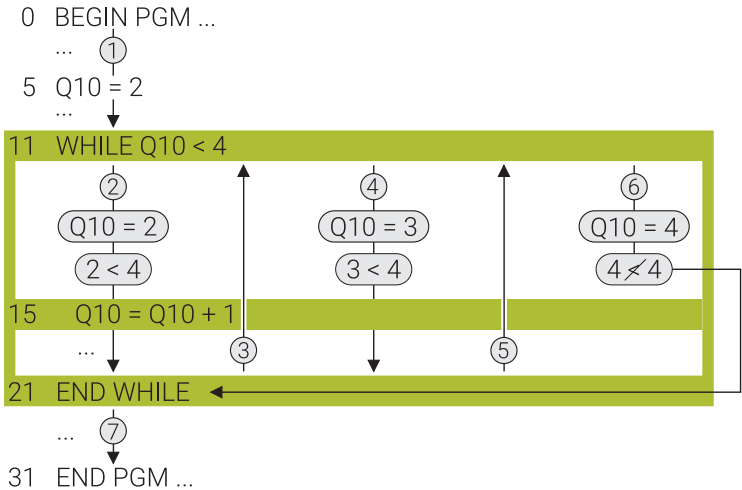 0 BEGIN PGM ...
... 1
5 Q10 = 2
...
11 WHILE Q10 < 4
2 4 6
Q10 = 2 Q10 = 3 Q10 = 4
2 < 4 3 < 4 4 ≮ 4
15 Q10 = Q10 + 1
... 3 5
21 END WHILE
... 7
31 END PGM ...